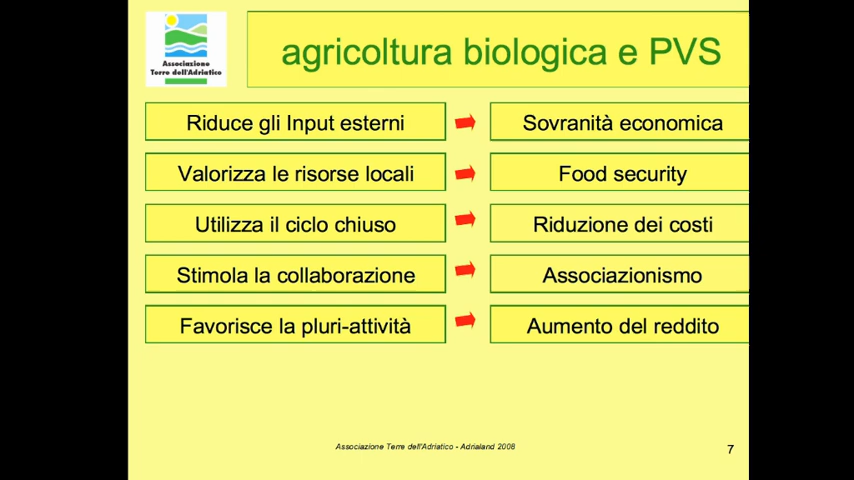 Associazione
Terre dell'Adriatico
agricoltura biologica e PVS
Riduce gli Input esterni
Sovranità economica
Valorizza le risorse locali
Food security
Utilizza il ciclo chiuso
Riduzione dei costi
Stimola la collaborazione
Associazionismo
Favorisce la pluri-attività
Aumento del reddito
Associazione Terre dell'Adriatico - Adrialand 2008
7